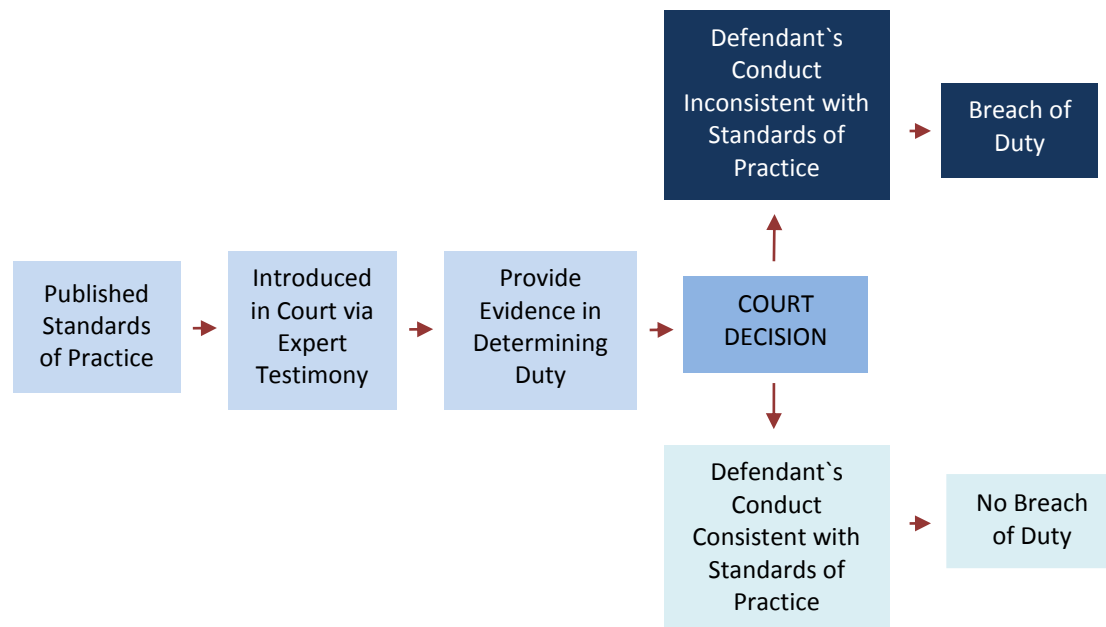 Published
Standards
of Practice
Introduced
in Court via
Expert
Testimony
Provide
Evidence in
Determining
Duty
COURT
DECISION
Defendant`s
Conduct
Inconsistent with
Standards of
Practice
Breach of
Duty
Defendant`s
Conduct
Consistent with
Standards of
Practice
No Breach
of Duty